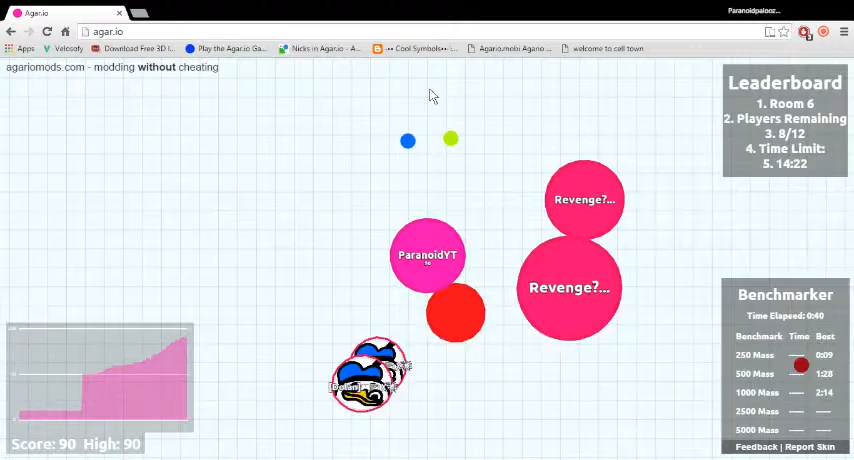 Agar.io
Paranoidpalooz...
agar.io
Apps
Velosofy
Download Free 3D I...
Play the Agar.io Ga...
Nicks in Agar.io - A...
Agario.mobi Agario ...
welcome to cell town
agariomods.com - modding without cheating
Leaderboard
1. Room 6
2. Players Remaining
3. 8/12
4. Time Limit:
5. 14:22
Revenge?...
ParanoidYT
Revenge?...
Benchmarker
Time Elapsed: 0:40
Benchmark Time Best
250 Mass 0:09
500 Mass 1:28
1000 Mass 2:14
2500 Mass
5000 Mass
Score: 90 High: 90
Feedback | Report Skin